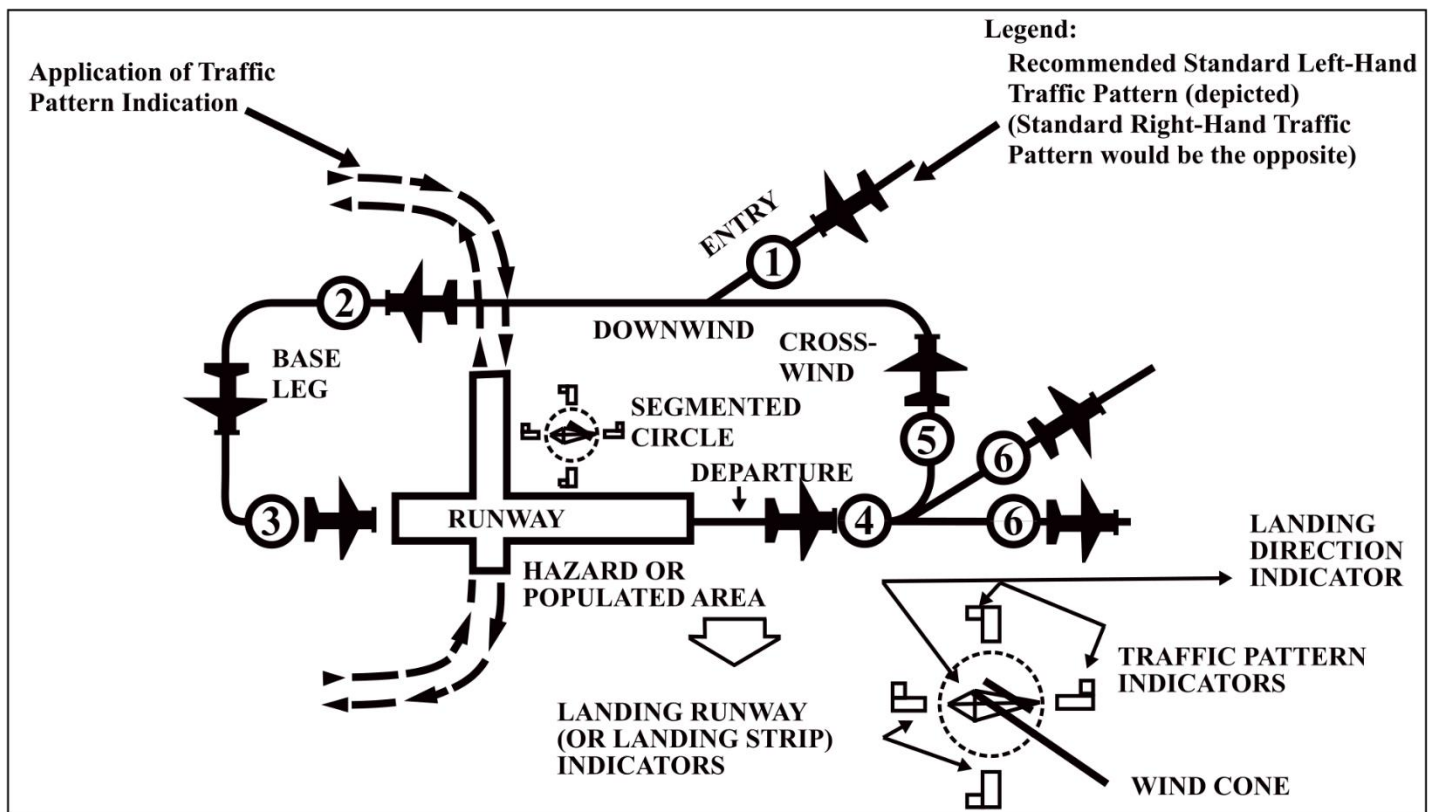 Legend:
Recommended Standard Left-Hand
Traffic Pattern (depicted)
(Standard Right-Hand Traffic
Pattern would be the opposite)
Application of Traffic
Pattern Indication
ENTRY
1
2
DOWNWIND
CROSS-
WIND
BASE
LEG
SEGMENTED
CIRCLE
5
6
DEPARTURE
3
RUNWAY
4
6
LANDING
DIRECTION
INDICATOR
HAZARD OR
POPULATED AREA
TRAFFIC PATTERN
INDICATORS
LANDING RUNWAY
(OR LANDING STRIP)
INDICATORS
WIND CONE